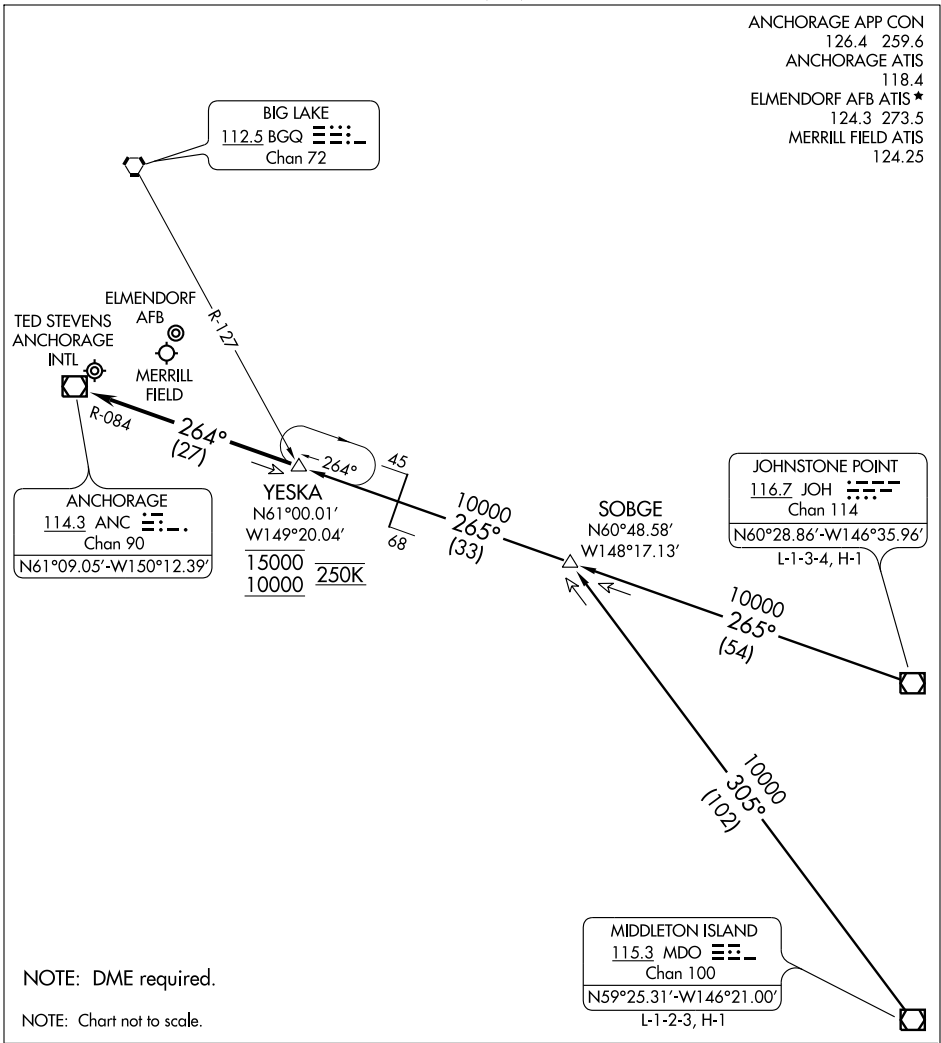 ANCHORAGE APP CON
126.4 259.6
ANCHORAGE ATIS
118.4
ELMENDORF AFB ATIS ★
124.3 273.5
MERRILL FIELD ATIS
124.25
BIG LAKE
112.5 BGQ
Chan 72
R-127
ELMENDORF
AFB
TED STEVENS
ANCHORAGE
INTL
MERRILL
FIELD
R-084
264°
(27)
264°
45
68
ANCHORAGE
114.3 ANC
Chan 90
N61°09.05'-W150°12.39'
YESKA
N61°00.01'
W149°20.04'
15000
10000
250K
10000
265°
(33)
SOBGE
N60°48.58'
W148°17.13'
JOHNSTONE POINT
116.7 JOH
Chan 114
N60°28.86'-W146°35.96'
L-1-3-4, H-1
10000
265°
(54)
10000
305°
(102)
MIDDLETON ISLAND
115.3 MDO
Chan 100
N59°25.31'-W146°21.00'
L-1-2-3, H-1
NOTE: DME required.
NOTE: Chart not to scale.